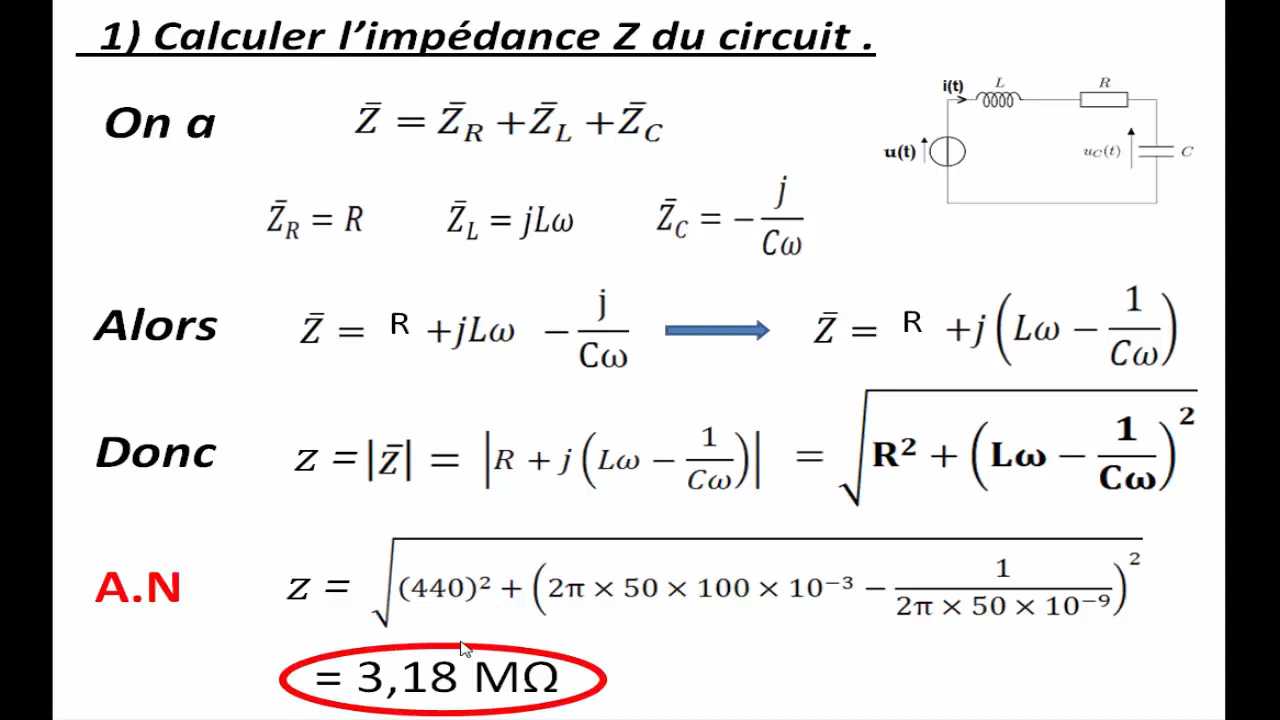 1) Calculer l’impédance Z du circuit .
i(t) L R
u(t) u_C(t) C
On a Z̄ = Z̄_R + Z̄_L + Z̄_C
Z̄_R = R Z̄_L = jLω Z̄_C = − j/Cω
Alors Z̄ = R + jLω − j/Cω Z̄ = R + j(Lω − 1/Cω)
Donc z = |z̄| = |R + j(Lω − 1/Cω)| = √(R² + (Lω − 1/Cω)²)
A.N z = √((440)² + (2π × 50 × 100 × 10⁻³ − 1/(2π × 50 × 10⁻⁹))²)
= 3,18 MΩ